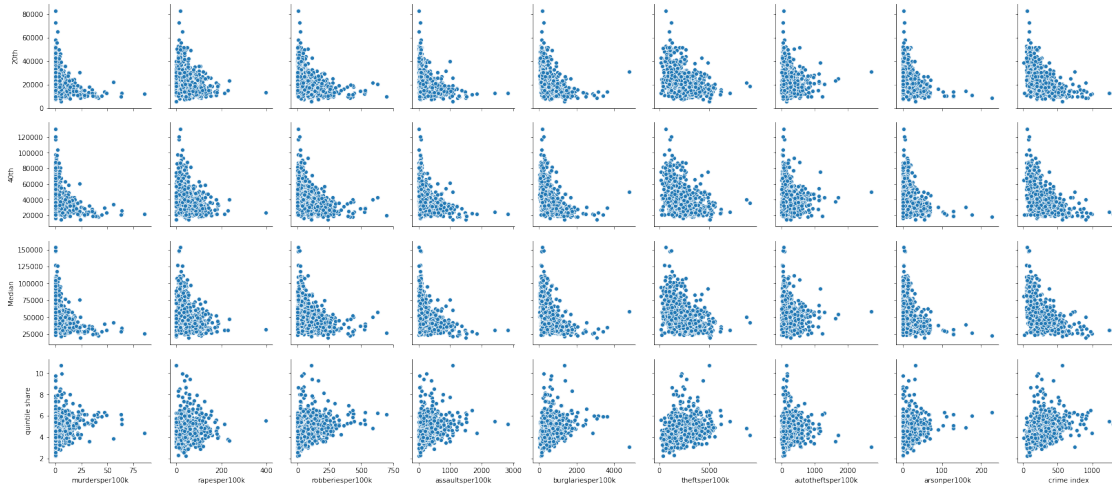 80000
60000
40000
20000
0
20th
120000
100000
80000
60000
40000
20000
40th
150000
125000
100000
75000
50000
25000
Median
10
8
6
4
2
quintile share
0 25 50 75
0 200 400
0 250 500 750
0 1000 2000 3000
0 2000 4000
0 5000
0 1000 2000
0 100 200
0 500 1000
mursdersper100k rapesper100k robberiesper100k assaultsper100k burglariesper100k theftsper100k autotheftsper100k arsonper100k crime index